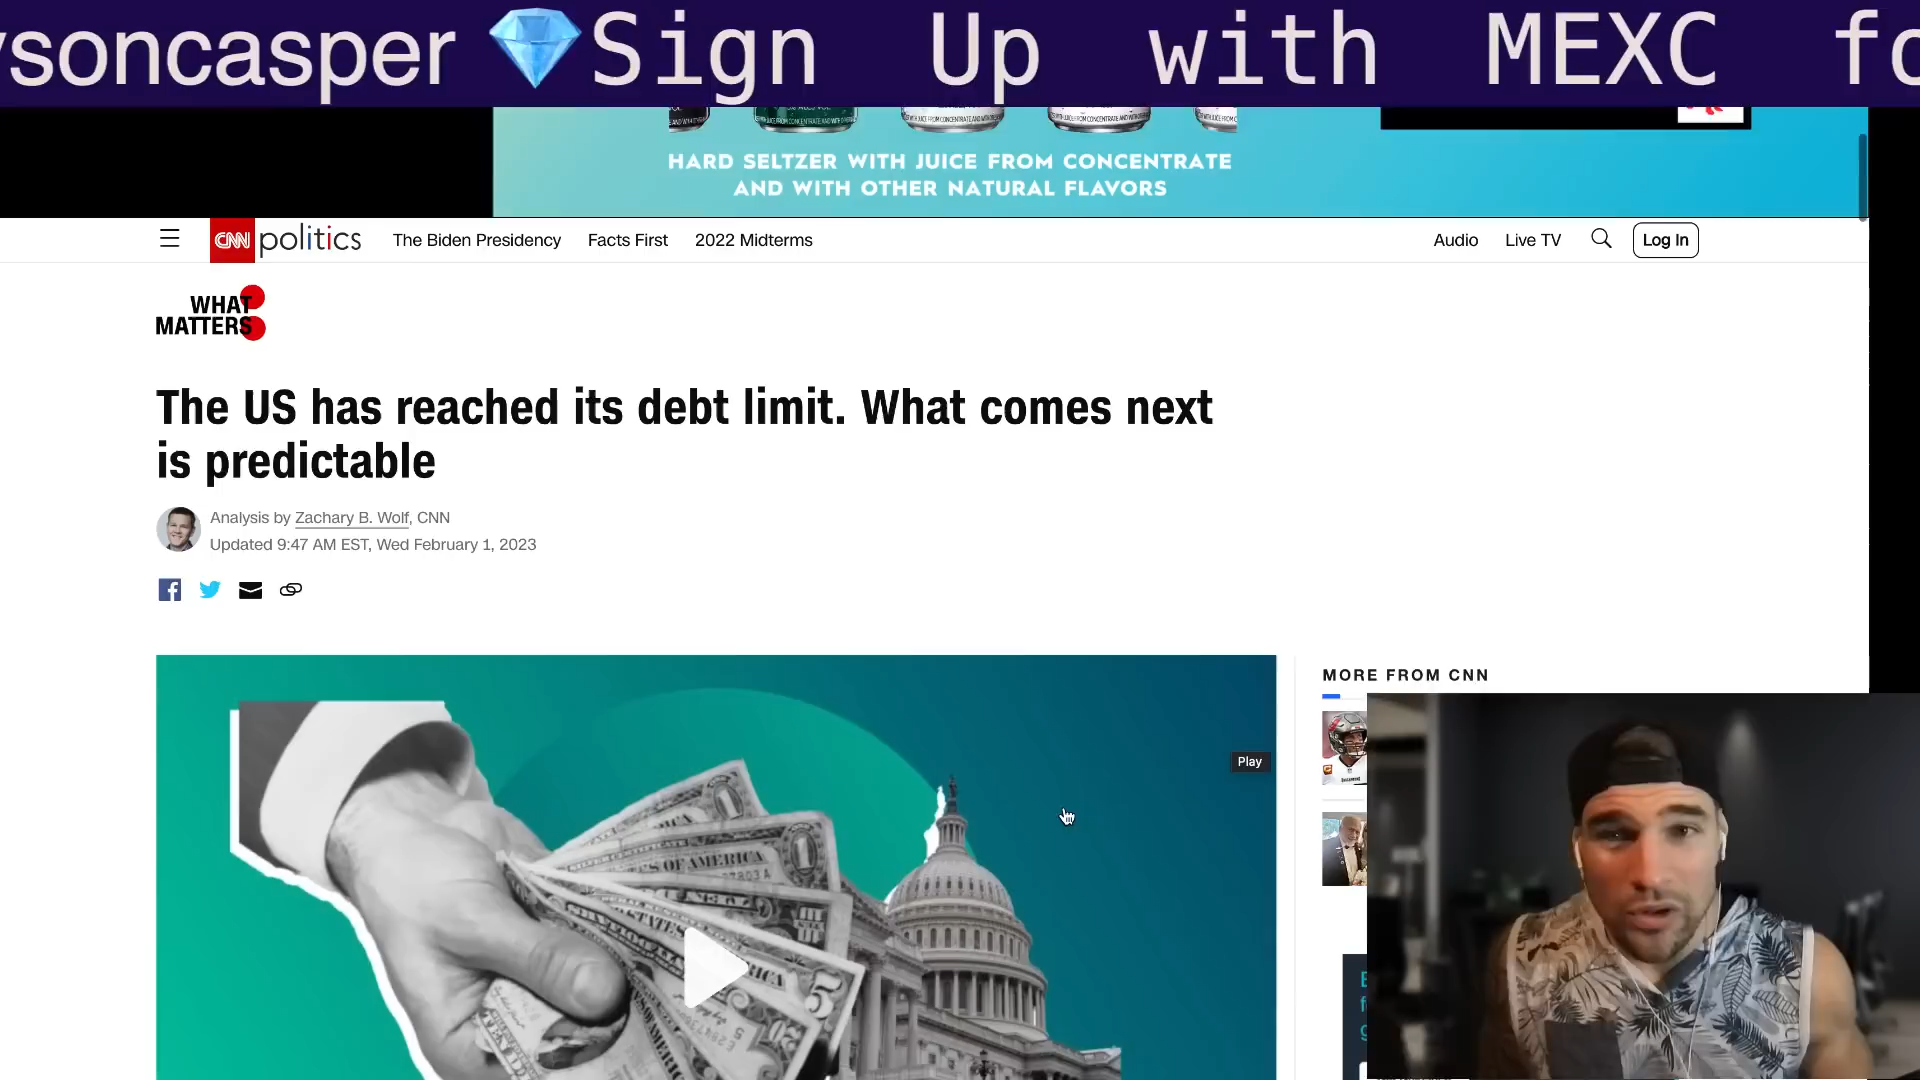 soncasper 💎Sign Up with MEXC fo
HARD SELTZER WITH JUICE FROM CONCENTRATE
AND WITH OTHER NATURAL FLAVORS
CNN politics The Biden Presidency Facts First 2022 Midterms Audio Live TV Log In
WHAT
MATTERS
The US has reached its debt limit. What comes next
is predictable
Analysis by Zachary B. Wolf, CNN
Updated 9:47 AM EST, Wed February 1, 2023
MORE FROM CNN
Play